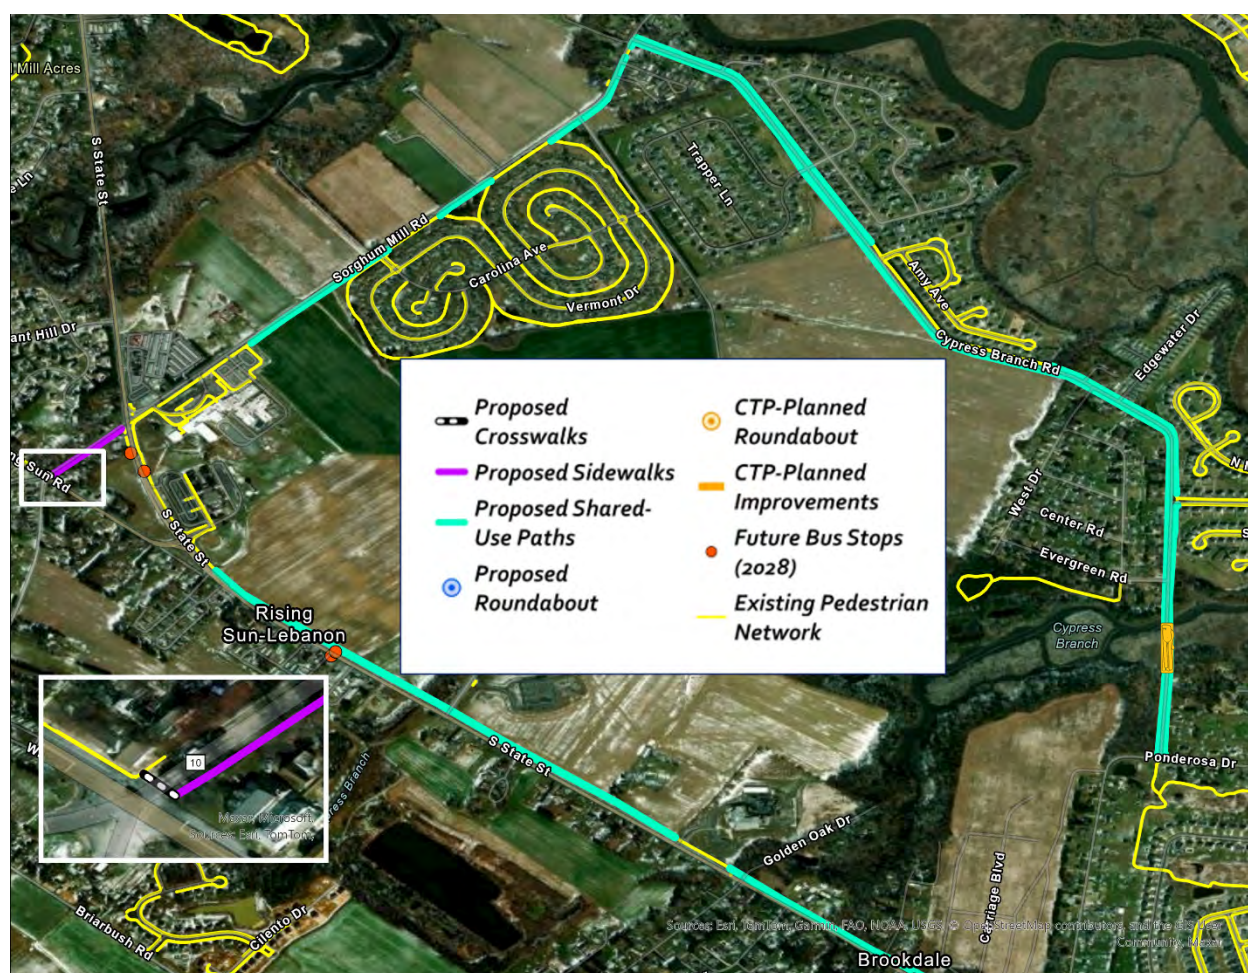 Mill Acres
S State St
Ln
Trapper Ln
Sorghum Mill Rd
Carolina Ave
Vermont Dr
Amy Ave
Hill Dr
Cypress Branch Rd
Edgewater Dr
Proposed
Crosswalks
Proposed Sidewalks
Proposed Shared-
Use Paths
Proposed
Roundabout
CTP-Planned
Roundabout
CTP-Planned
Improvements
Future Bus Stops
(2028)
Existing Pedestrian
Network
Sun Rd
West Dr
Center Rd
Evergreen Rd
S State St
Rising
Sun-Lebanon
Cypress
Branch
10
Maxar, Microsoft,
Sources: Esri, TomTom,
Branch
S State St
Ponderosa Dr
Golden Oak Dr
Carriage Blvd
Briarbush Rd
Cilento Dr
Sources: Esri, TomTom, Garmin, FAO, NOAA, USGS, © OpenStreetMap contributors, and the GIS User
Community, Maxar
Brookdale